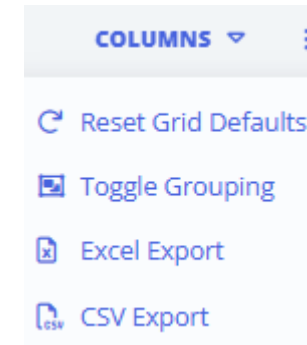 COLUMNS
Reset Grid Defaults
Toggle Grouping
Excel Export
CSV Export